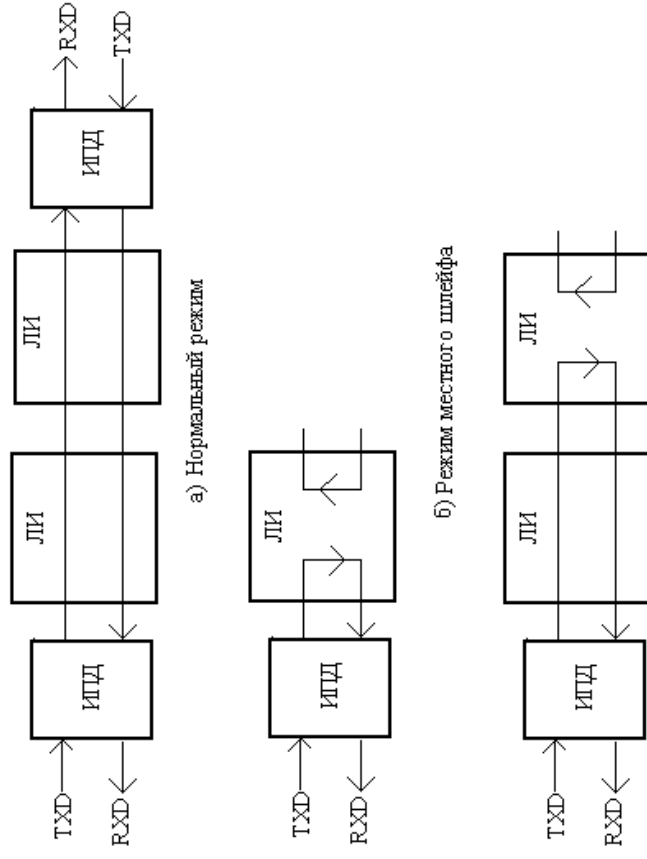 ЛИ
ЛИ
TXD
RXD
ИПД
ИПД
RXD
TXD
а) Нормальный режим
ЛИ
TXD
ИПД
RXD
б) Режим местного шлейфа
ЛИ
ЛИ
TXD
ИПД
RXD